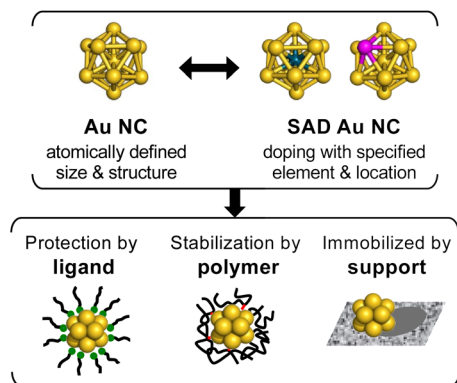 Au NC
atomically defined
size & structure
SAD Au NC
doping with specified
element & location
Protection by
ligand
Stabilization by
polymer
Immobilized by
support